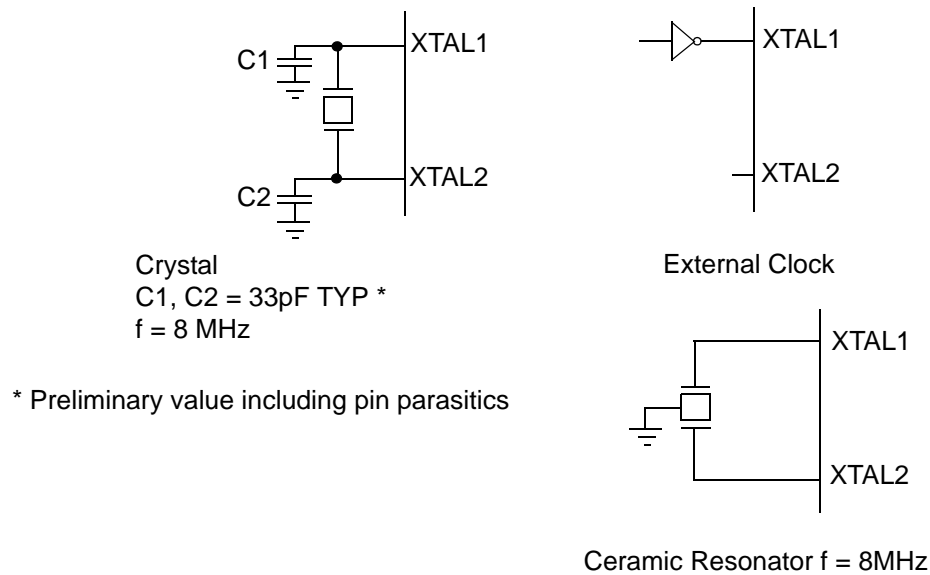 C1
XTAL1
C2
XTAL2
Crystal
C1, C2 = 33pF TYP *
f = 8 MHz
* Preliminary value including pin parasitics
XTAL1
XTAL2
External Clock
XTAL1
XTAL2
Ceramic Resonator f = 8MHz